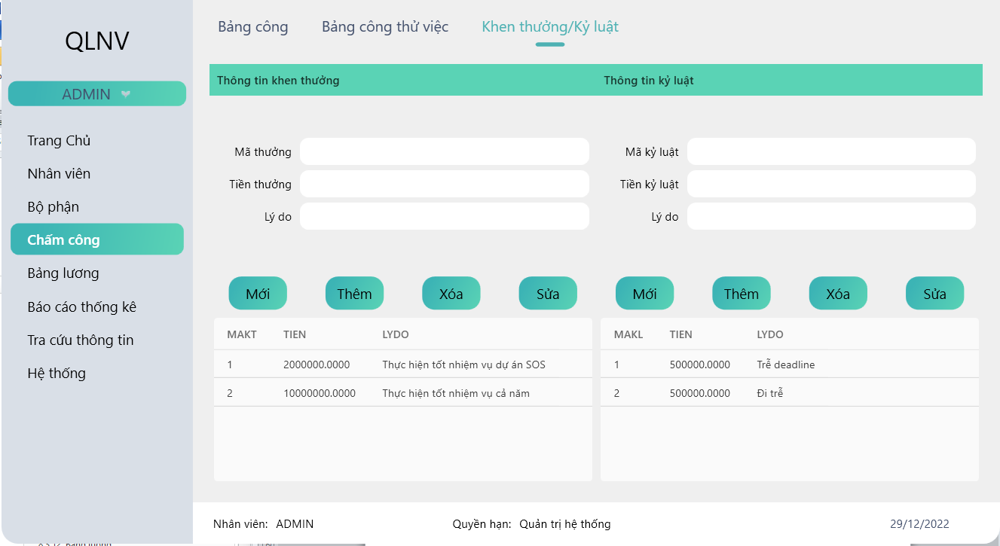 QLNV
ADMIN
Trang Chủ
Nhân viên
Bộ phận
Chấm công
Bảng lương
Báo cáo thống kê
Tra cứu thông tin
Hệ thống
Bảng công Bảng công thử việc Khen thưởng/Kỷ luật
Thông tin khen thưởng Thông tin kỷ luật
Mã thưởng Mã kỷ luật
Tiền thưởng Tiền kỷ luật
Lý do Lý do
Mới Thêm Xóa Sửa Mới Thêm Xóa Sửa
MAKT TIEN LYDO MAKL TIEN LYDO
1 2000000.0000 Thực hiện tốt nhiệm vụ dự án SOS 1 500000.0000 Trễ deadline
2 10000000.0000 Thực hiện tốt nhiệm vụ cả năm 2 500000.0000 Đi trễ
Nhân viên: ADMIN Quyền hạn: Quản trị hệ thống 29/12/2022